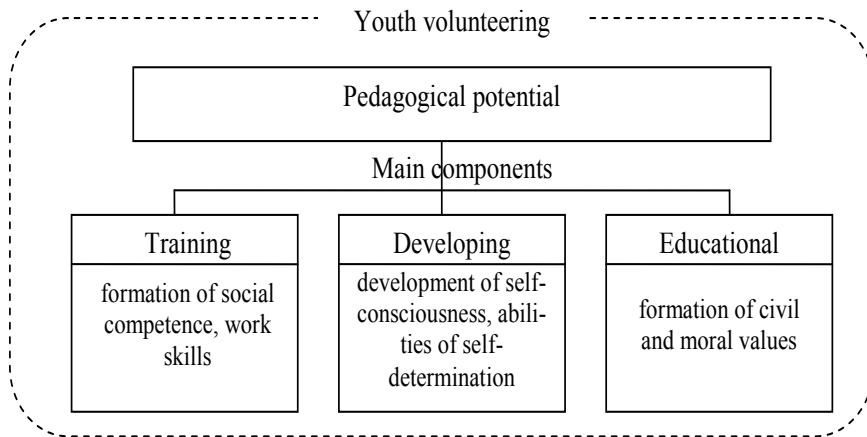 Youth volunteering
Pedagogical potential
Main components
Training
formation of social
competence, work
skills
Developing
development of self-
consciousness, abili-
ties of self-
determination
Educational
formation of civil
and moral values